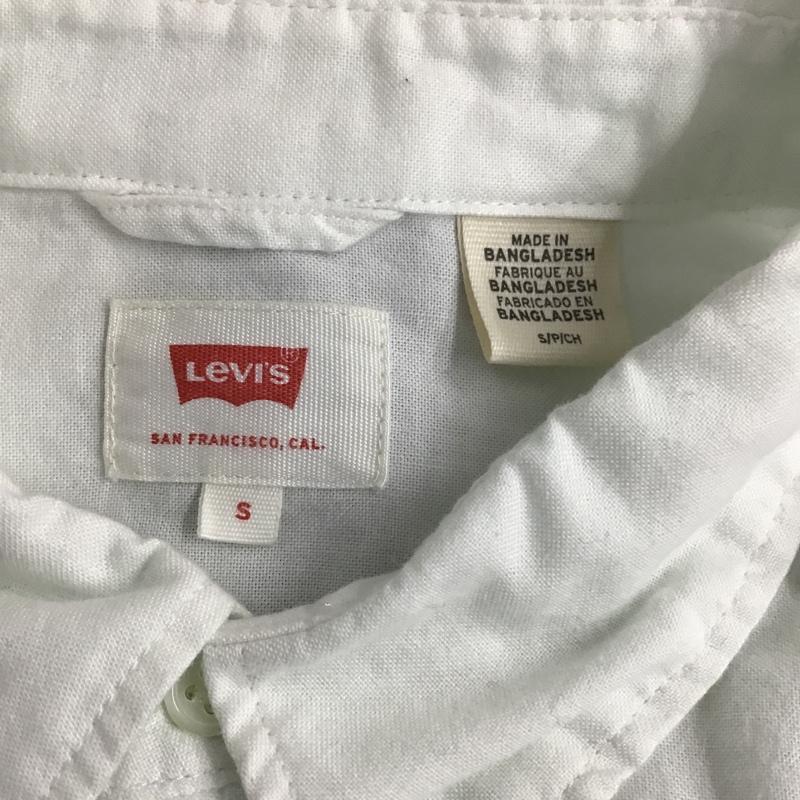 MADE IN
BANGLADESH
FABRIQUE AU
BANGLADESH
FABRICADO EN
BANGLADESH
S/P/CH
Levi's®
SAN FRANCISCO, CAL.
S